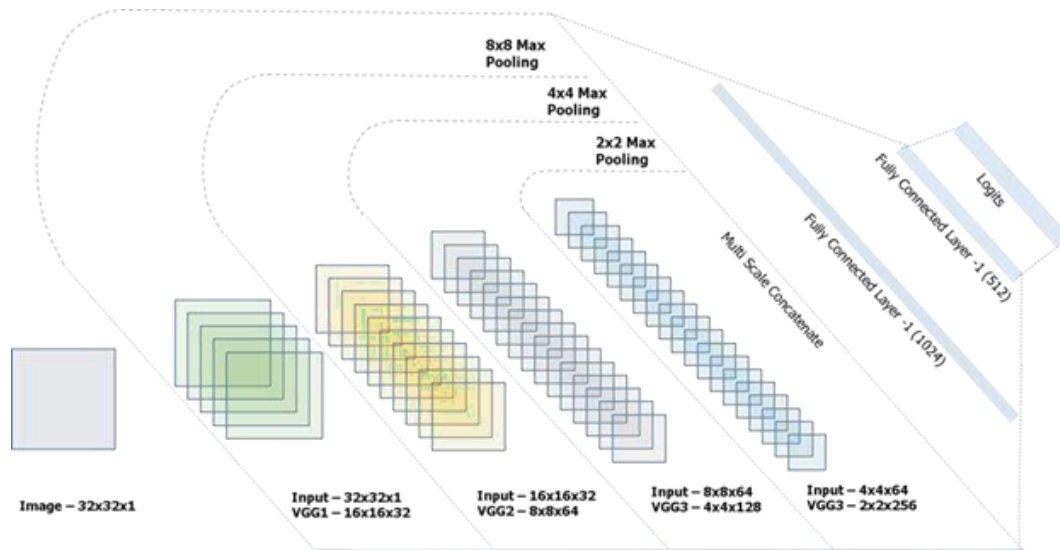 8x8 Max
Pooling
4x4 Max
Pooling
2x2 Max
Pooling
Logits
Fully Connected Layer -1 (512)
Fully Connected Layer -1 (1024)
Multi Scale Concatenate
Image – 32x32x1
Input – 32x32x1
VGG1 – 16x16x32
Input – 16x16x32
VGG2 – 8x8x64
Input – 8x8x64
VGG3 – 4x4x128
Input – 4x4x64
VGG3 – 2x2x256